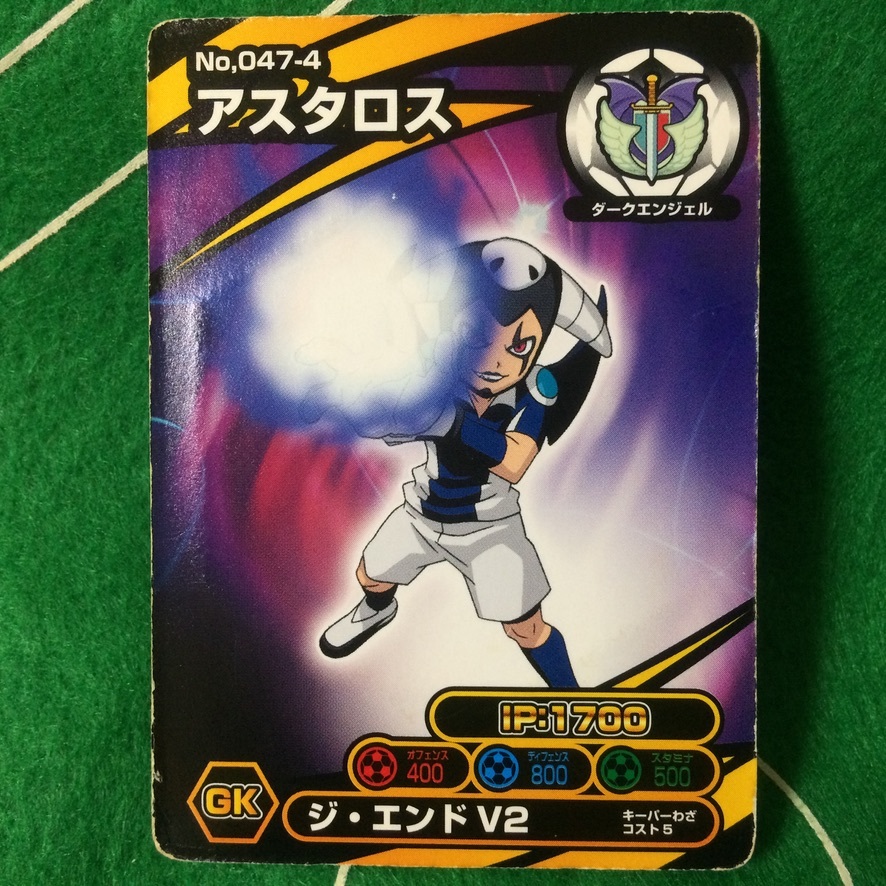 No,047-4
アスタロス
ダークエンジェル
IP:1700
オフェンス
400
ディフェンス
800
スタミナ
500
GK
ジ・エンド V2
キーパーわざ
コスト5